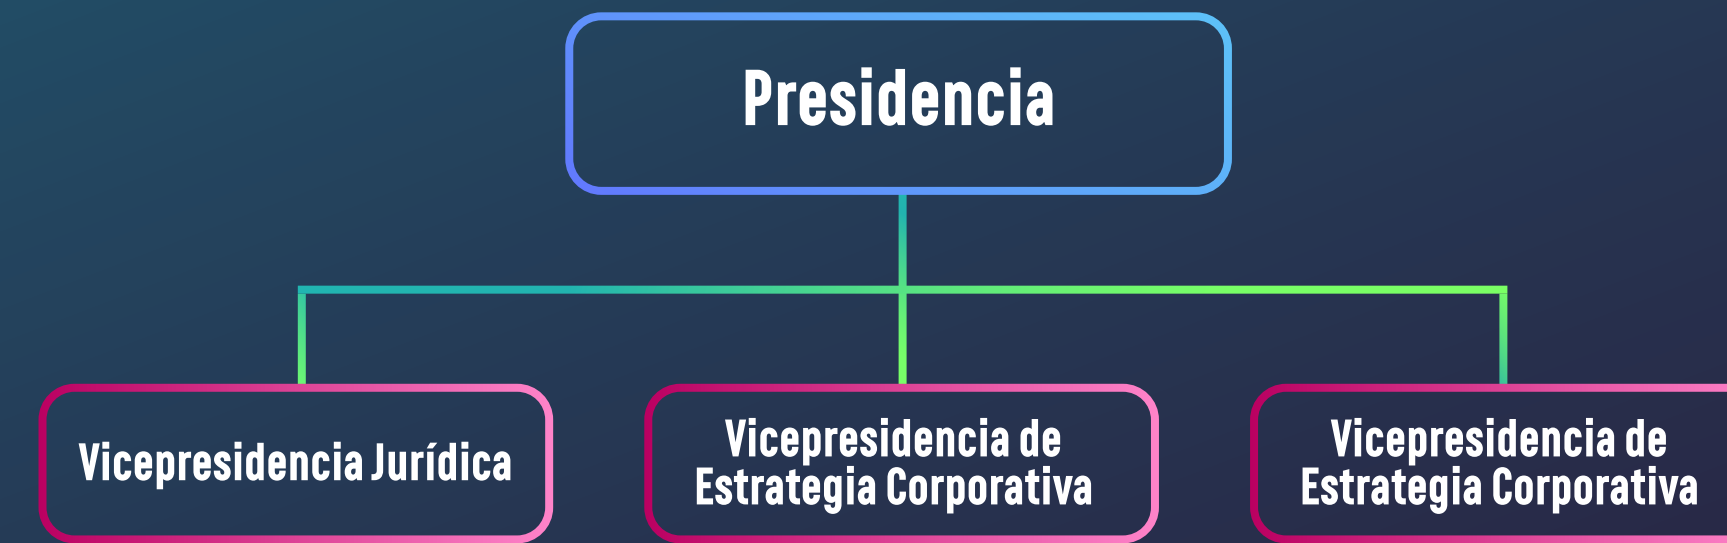 Presidencia
Vicepresidencia Jurídica
Vicepresidencia de
Estrategia Corporativa
Vicepresidencia de
Estrategia Corporativa